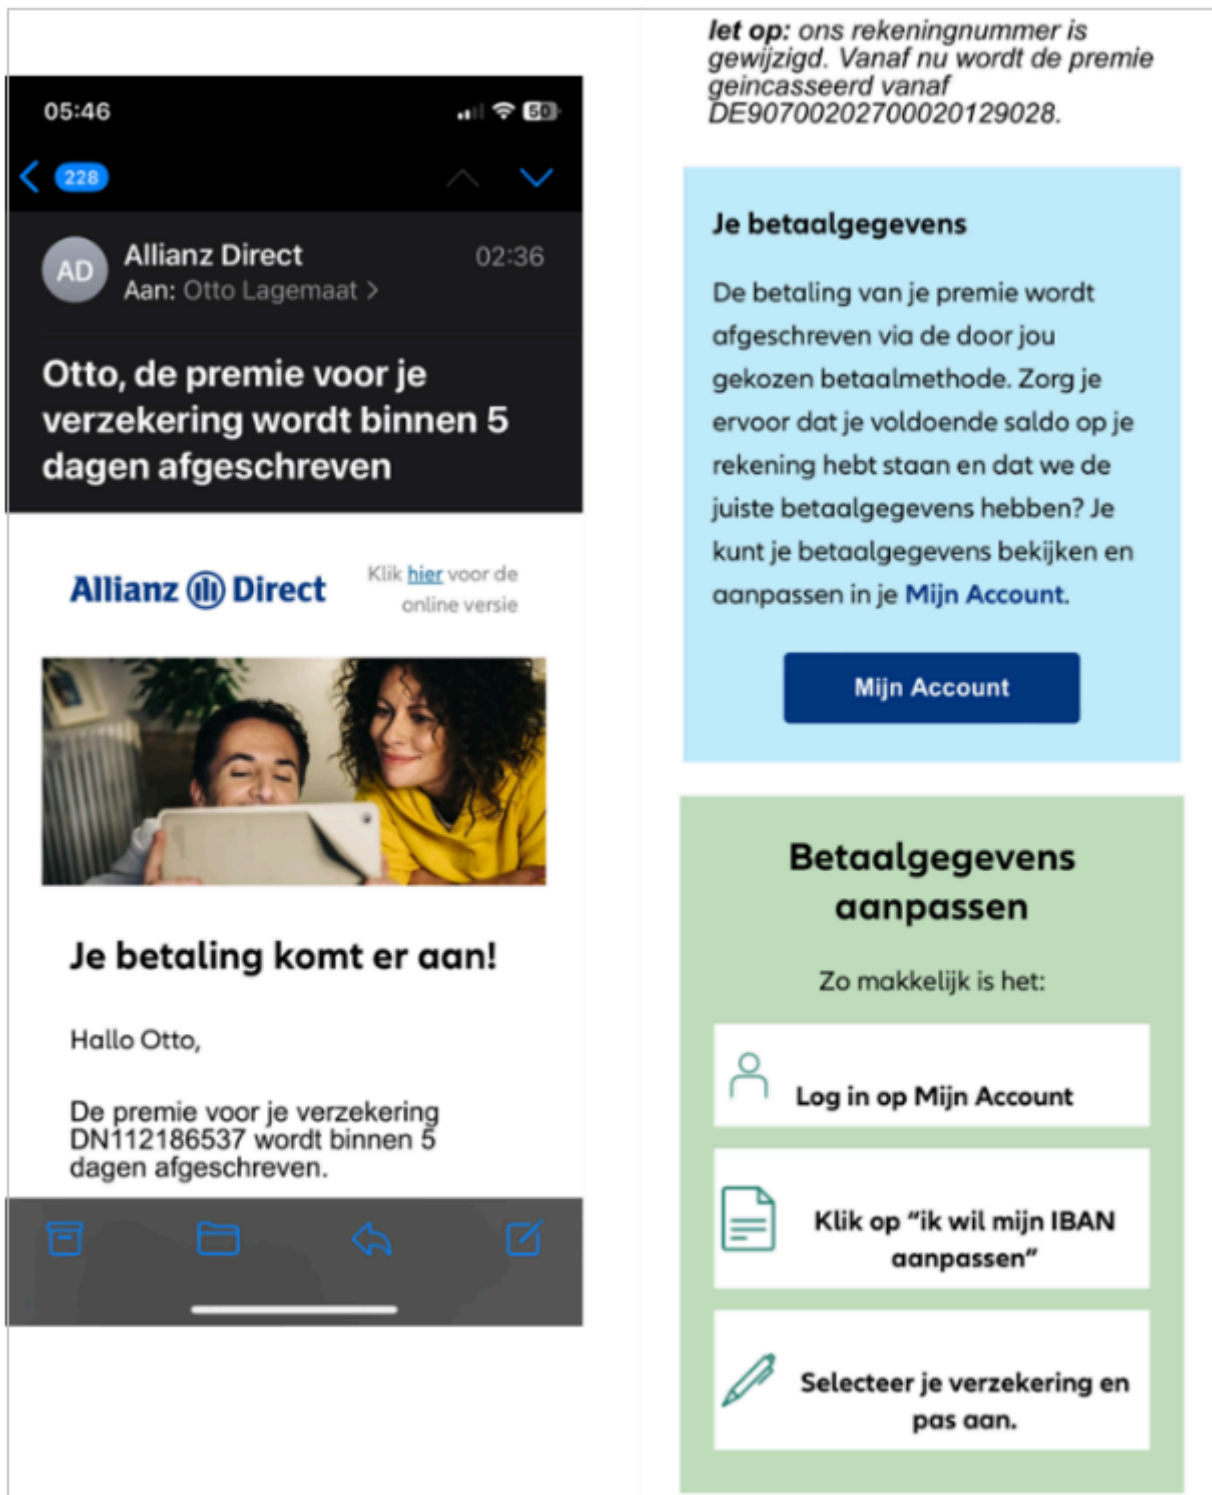 05:46
50
228
AD
Allianz Direct
02:36
Aan: Otto Lagemaat >
Otto, de premie voor je
verzekering wordt binnen 5
dagen afgeschreven
Allianz Direct
Klik hier voor de
online versie
Je betaling komt er aan!
Hallo Otto,
De premie voor je verzekering
DN112186537 wordt binnen 5
dagen afgeschreven.
let op: ons rekeningnummer is
gewijzigd. Vanaf nu wordt de premie
geincasseerd vanaf
DE90700202700020129028.
Je betaalgegevens
De betaling van je premie wordt
afgeschreven via de door jou
gekozen betaalmethode. Zorg je
ervoor dat je voldoende saldo op je
rekening hebt staan en dat we de
juiste betaalgegevens hebben? Je
kunt je betaalgegevens bekijken en
aanpassen in je Mijn Account.
Mijn Account
Betaalgegevens
aanpassen
Zo makkelijk is het:
Log in op Mijn Account
Klik op “ik wil mijn IBAN
aanpassen”
Selecteer je verzekering en
pas aan.